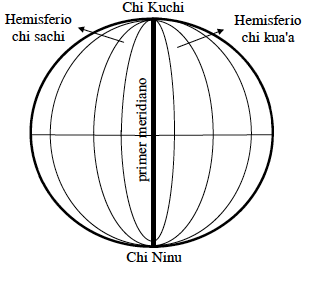 Chi Kuchi
Hemisferio
chi sachi
Hemisferio
chi kua'a
primer meridiano
Chi Ninu